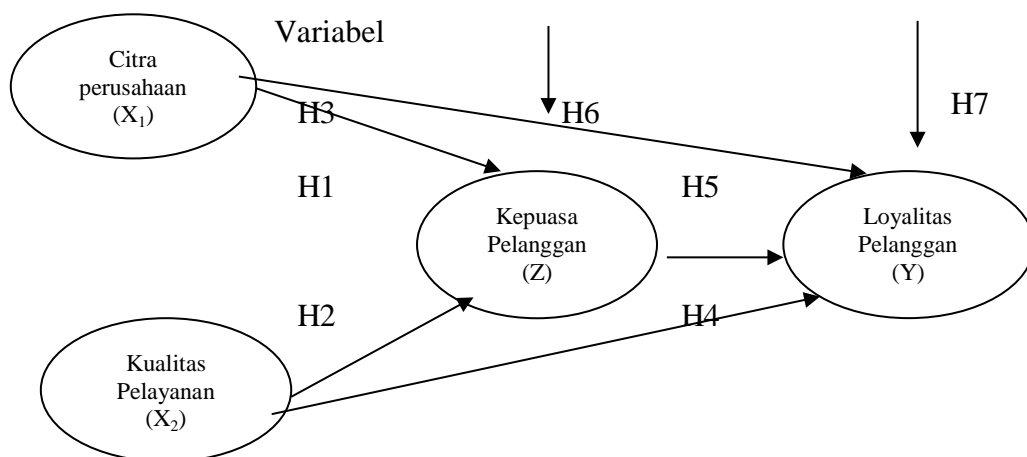 Variabel
Citra
perusahaan
(X₁)
H3
H6
H7
H1
H5
Kepuasa
Pelanggan
(Z)
Loyalitas
Pelanggan
(Y)
H2
H4
Kualitas
Pelayanan
(X₂)